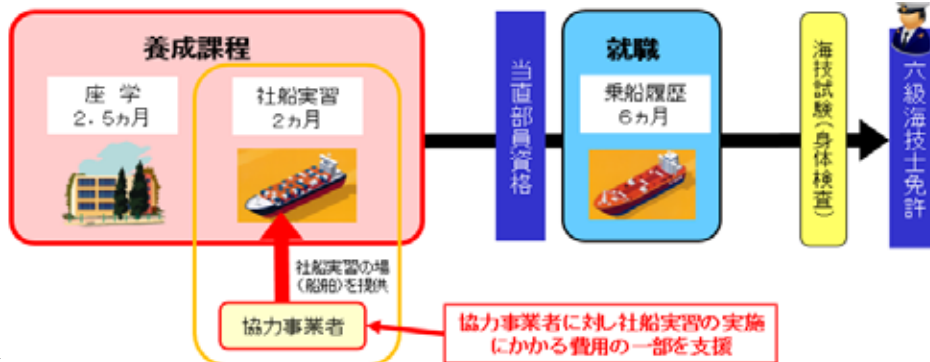 養成課程
座 学
2．5ヵ月
社船実習
2ヵ月
当直部員資格
就職
乗船履歴
6ヵ月
海技試験（身体検査）
六級海技士免許
社船実習の場
（船舶）を提供
協力事業者
協力事業者に対し社船実習の実施
にかかる費用の一部を支援